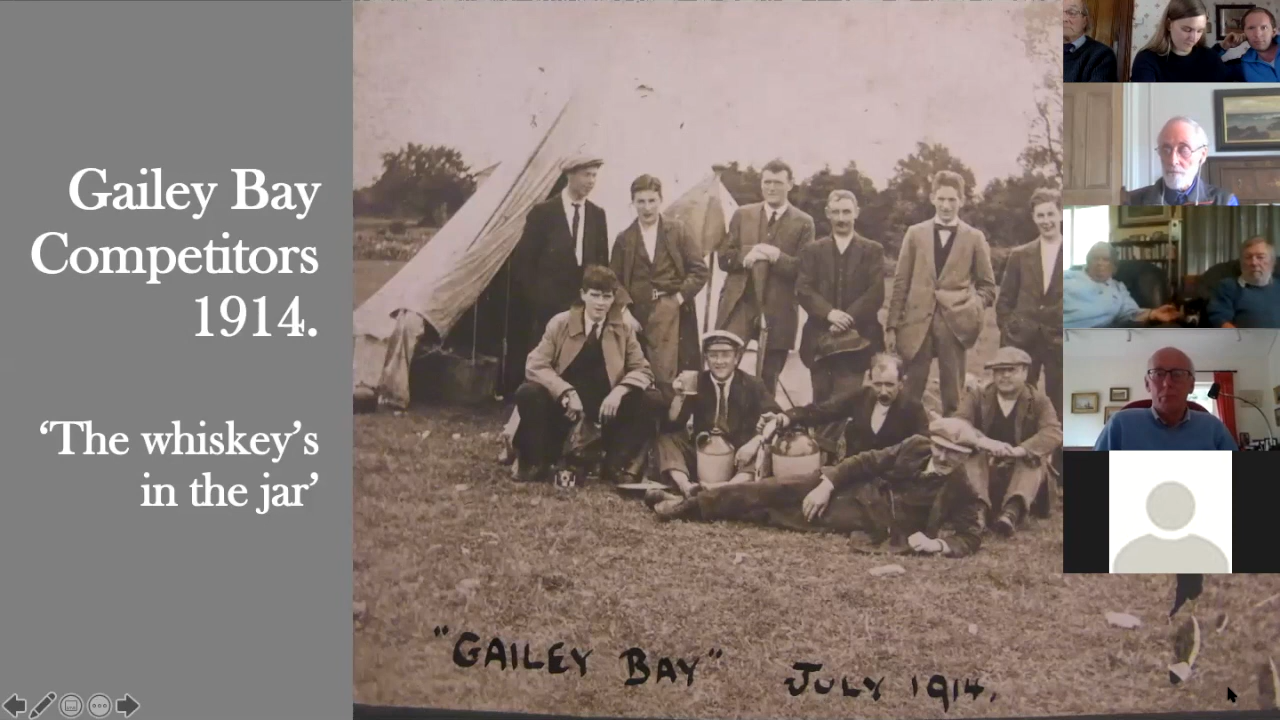 Gailey Bay
Competitors
1914.
‘The whiskey’s
in the jar’
"GAILEY BAY" JULY 1914.